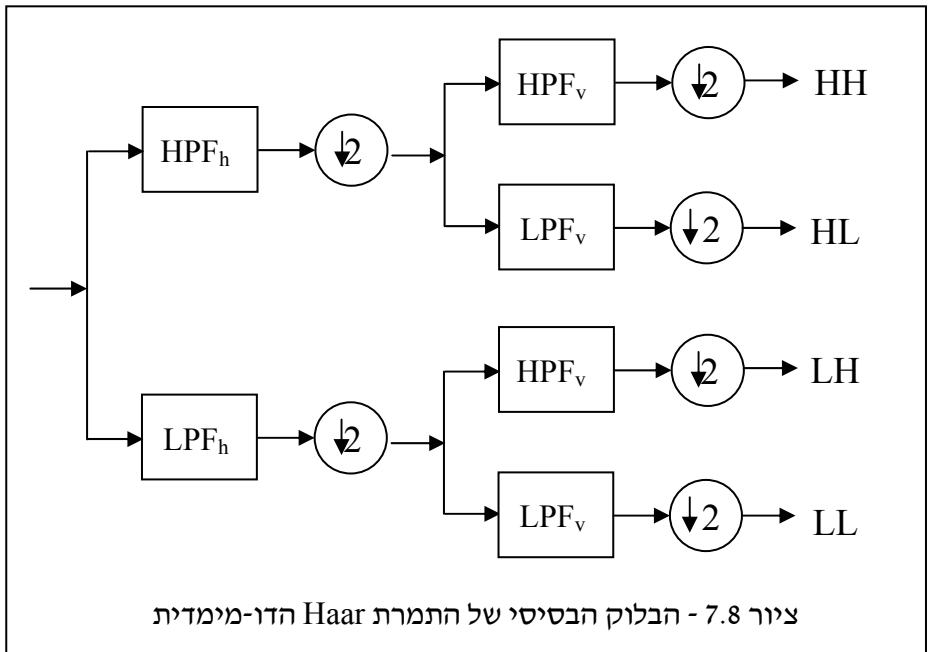 HPFᵥ ↓2 HH
HPFₕ ↓2
LPFᵥ ↓2 HL
HPFᵥ ↓2 LH
LPFₕ ↓2
LPFᵥ ↓2 LL
ציור 7.8 - הבלוק הבסיסי של התמרת Haar הדו-מימדית